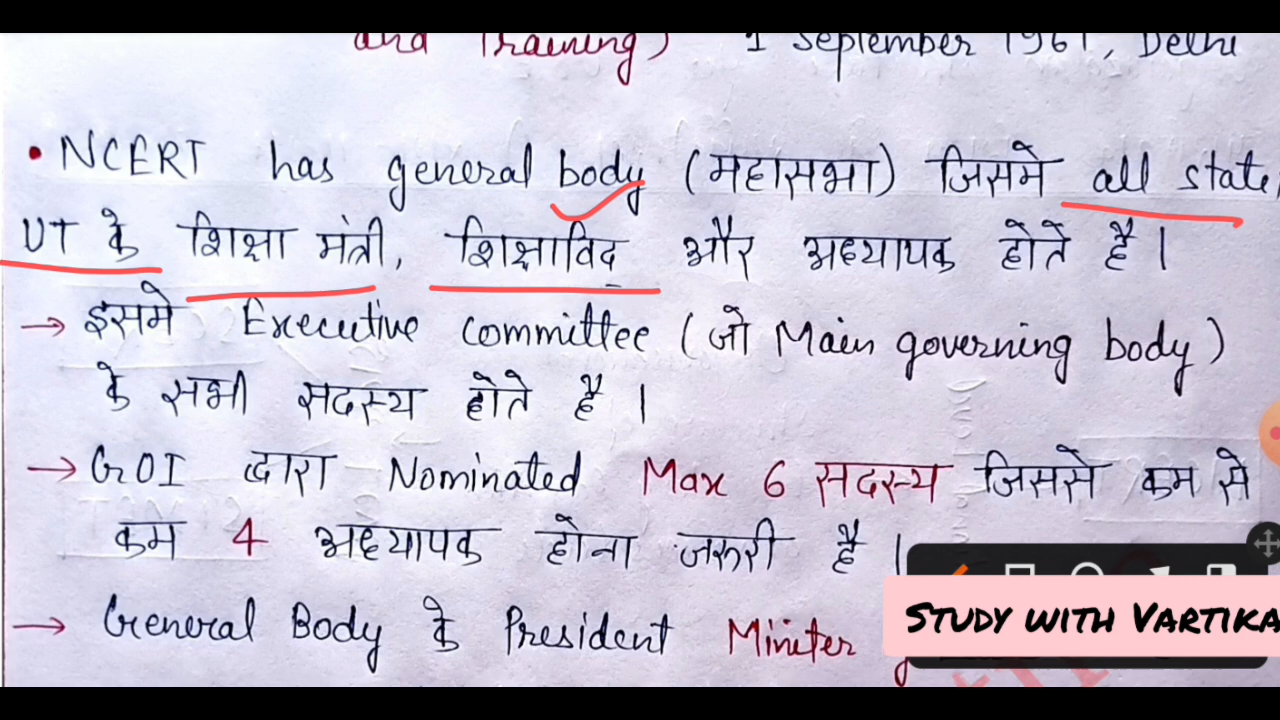 and Training) 1 September 1961, Delhi
• NCERT has general body (महासभा) जिसमे all state,
UT के शिक्षा मंत्री, शिक्षाविद और अध्यापक होते है।
→ इसमे Executive committee (जो Main governing body)
के सभी सदस्य होते है।
→ GOI द्वारा Nominated Max 6 सदस्य जिससे कम से
कम 4 अध्यापक होना जरूरी है।
→ General Body के President Miniter
STUDY WITH VARTIKA